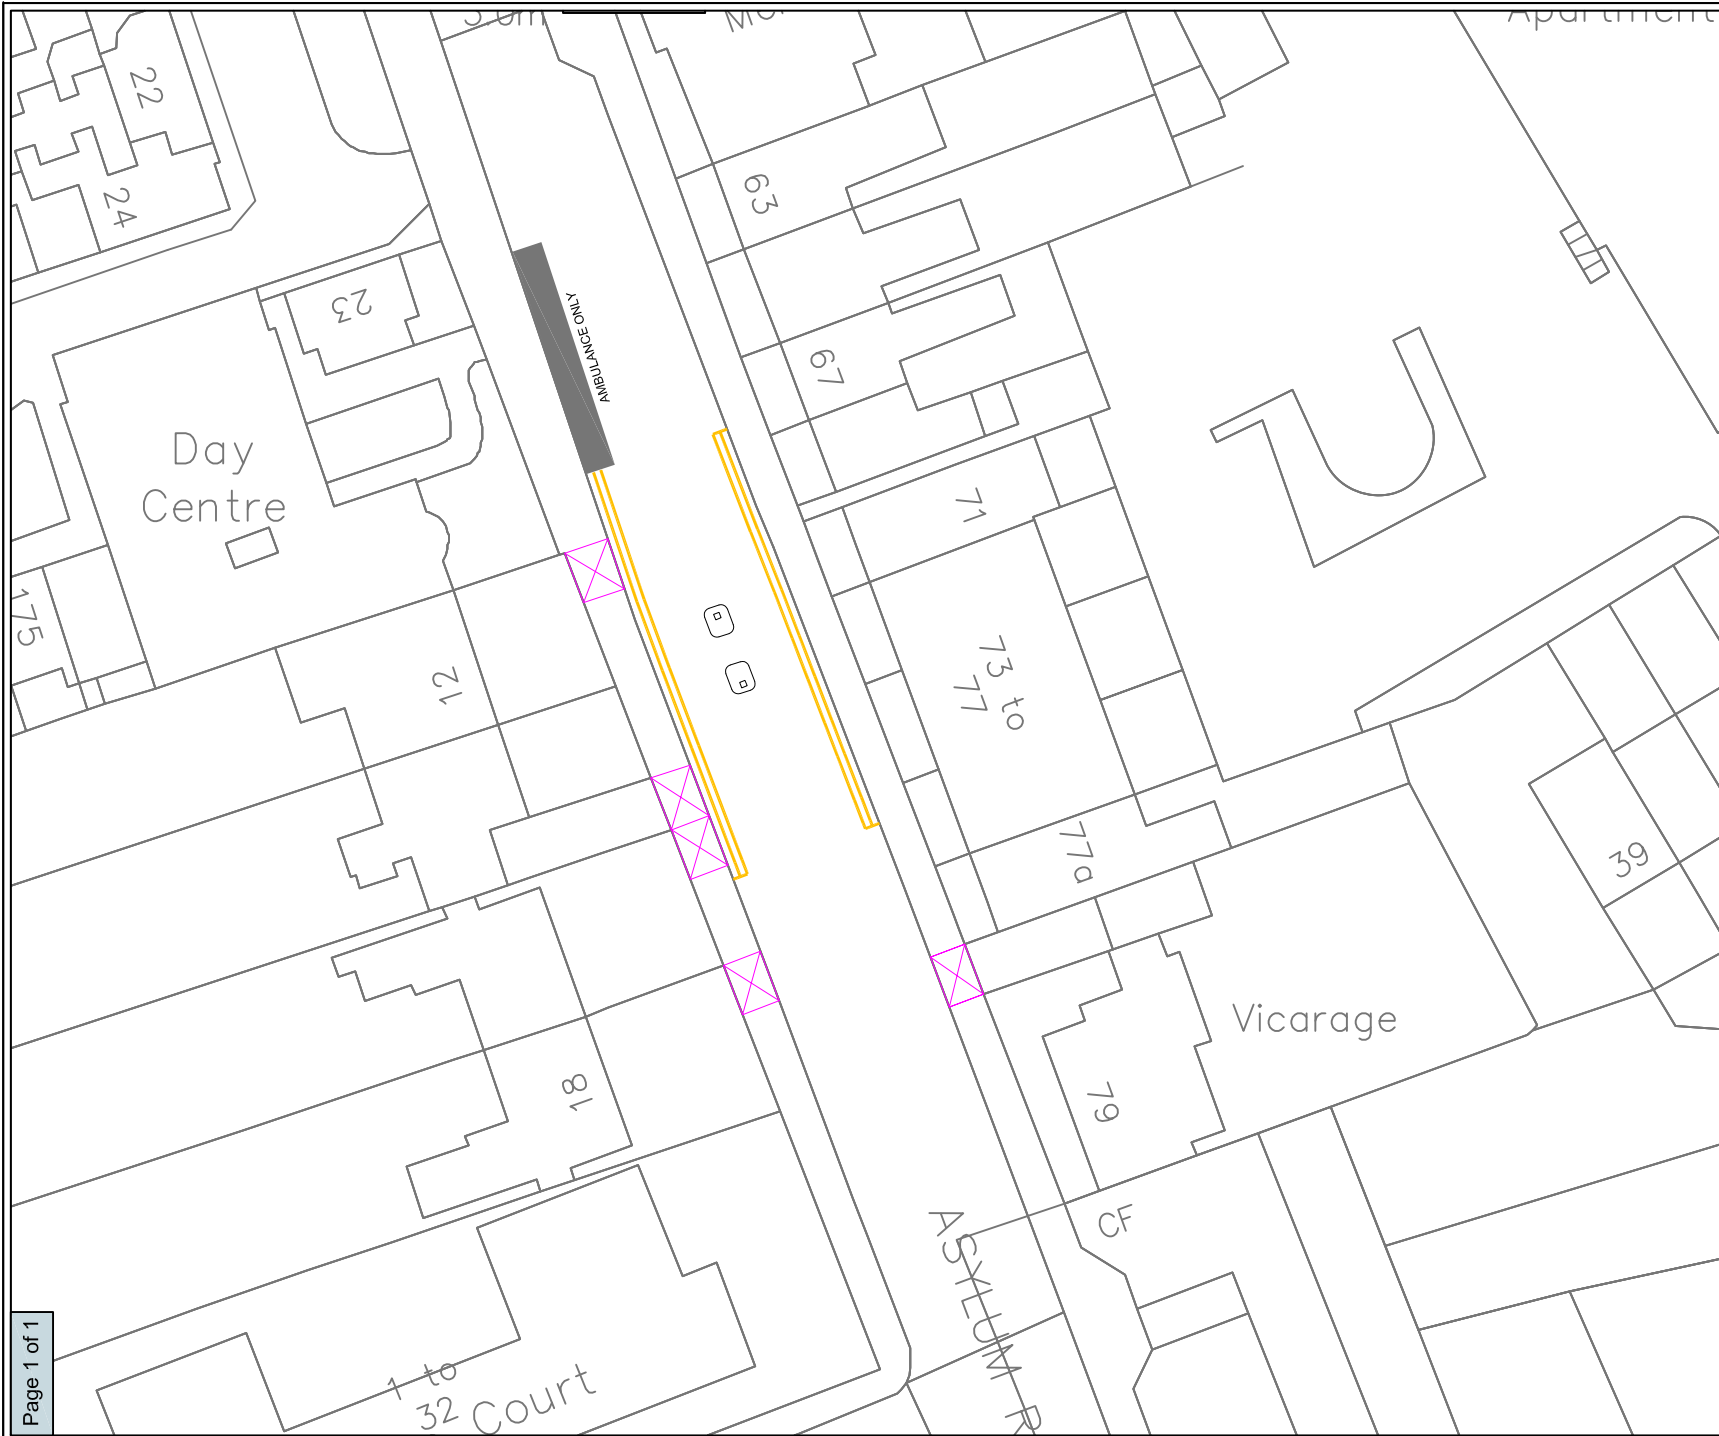 22
24
23
63
67
AMBULANCE ONLY
Day
Centre
71
175
12
73 to
77
77a
39
Vicarage
79
18
CF
ASYLUM R
1 to
32
Court
Page 1 of 1